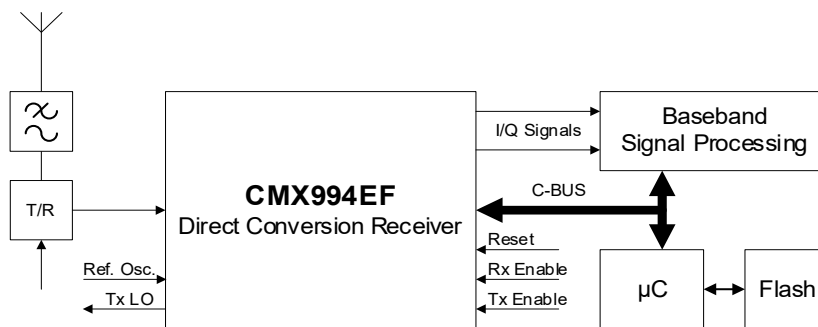 I/Q Signals
Baseband
Signal Processing
CMX994EF
Direct Conversion Receiver
T/R
C-BUS
Reset
Ref. Osc.
Rx Enable
Tx LO
Tx Enable
µC
Flash